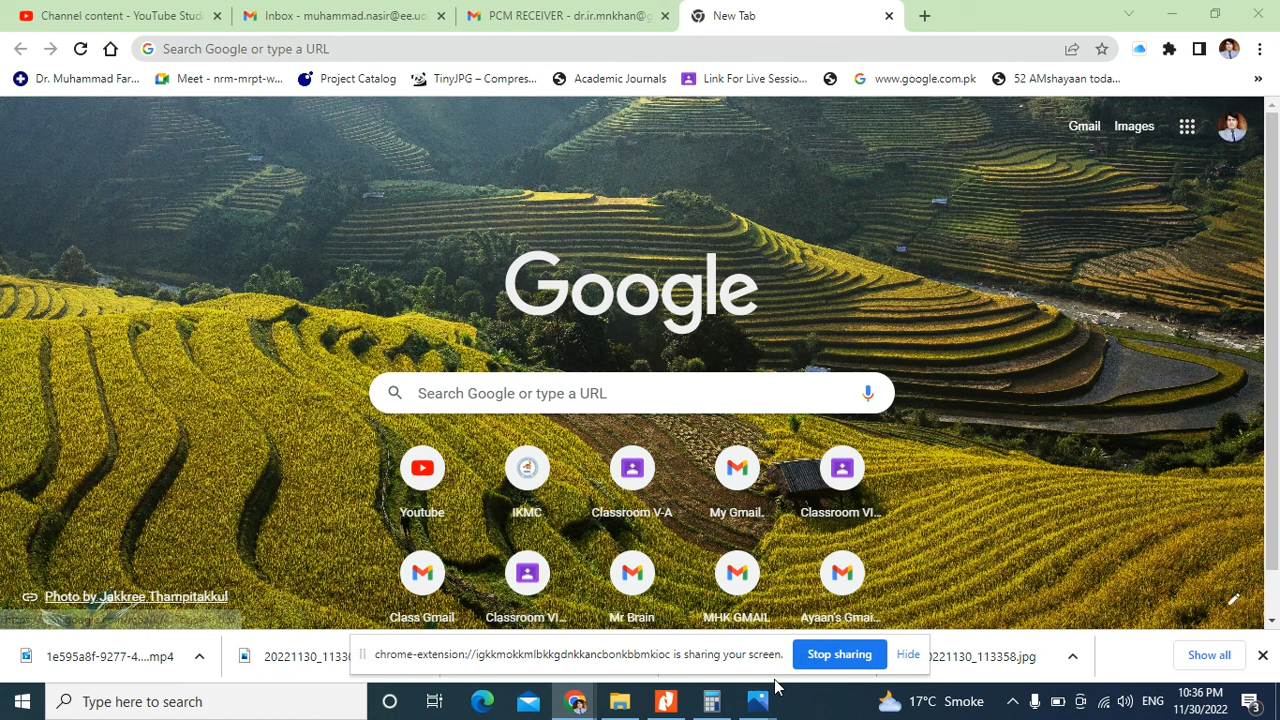 Channel content - YouTube Stud
Inbox - muhammad.nasir@ee.uo
PCM RECEIVER - dr.ir.mnkhan@g
New Tab
Search Google or type a URL
Dr. Muhammad Far...
Meet - nrm-mrpt-w...
Project Catalog
TinyJPG – Compres...
Academic Journals
Link For Live Sessio...
www.google.com.pk
52 AMshayaan toda...
»
Gmail
Images
Google
Search Google or type a URL
Youtube
IKMC
Classroom V-A
My Gmail.
Classroom VI...
Class Gmail
Classroom VI...
Mr Brain
MHK GMAIL
Ayaan's Gmai...
Photo by Jakkree Thampitakkul
1e595a8f-9277-4....mp4
20221130_11330
chrome-extension://igkkmokkmlbkkgdnkkancbonkbbmkioc is sharing your screen.
Stop sharing
Hide
20221130_113358.jpg
Show all
Type here to search
17°C Smoke
ENG
10:36 PM
11/30/2022
3